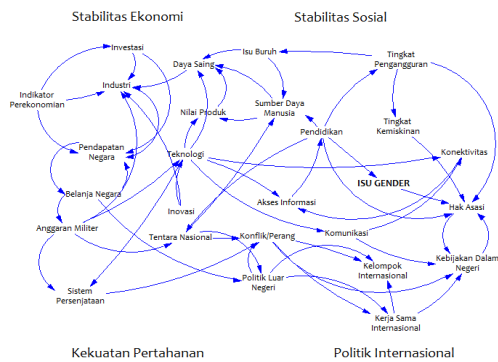 Stabilitas Ekonomi
Stabilitas Sosial
Investasi
Isu Buruh
Tingkat
Pengangguran
Daya Saing
Industri
Indikator
Perekonomian
Nilai Produk
Sumber Daya
Manusia
Tingkat
Kemiskinan
Pendidikan
Pendapatan
Negara
Teknologi
Konektivitas
ISU GENDER
Belanja Negara
Akses Informasi
Hak Asasi
Inovasi
Anggaran Militer
Tentara Nasional
Konflik/Perang
Komunikasi
Kelompok
Internasional
Kebijakan Dalam
Negeri
Politik Luar
Negeri
Sistem
Persenjataan
Kerja Sama
Internasional
Kekuatan Pertahanan
Politik Internasional